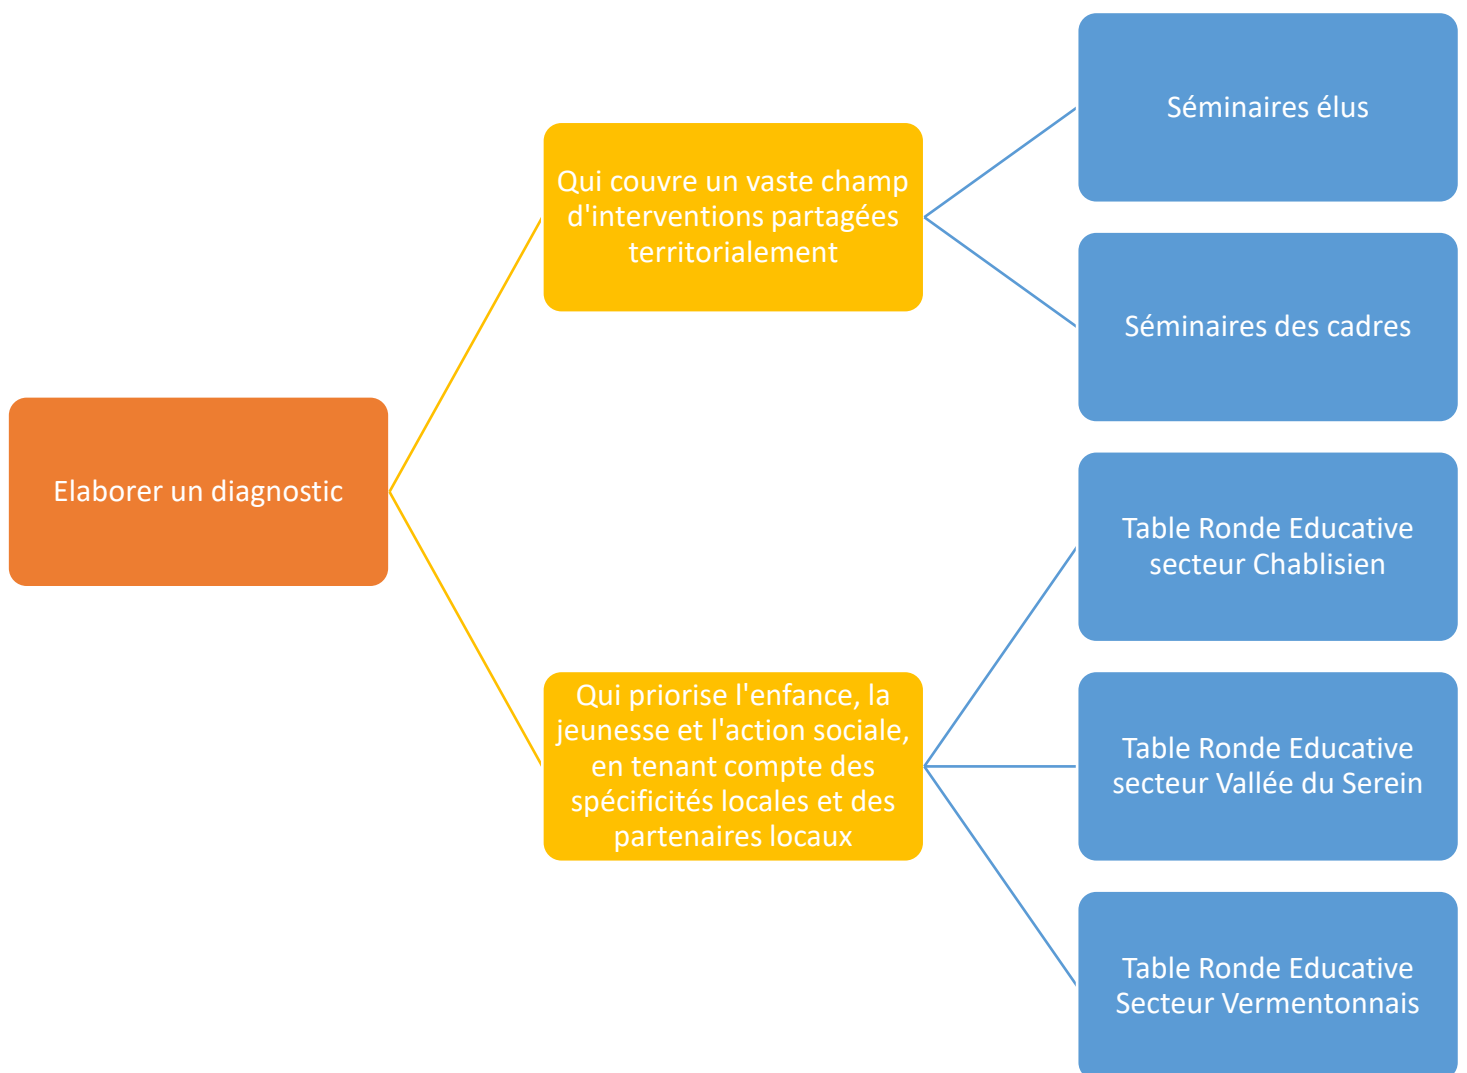 Elaborer un diagnostic
Qui couvre un vaste champ
d'interventions partagées
territorialement
Séminaires élus
Séminaires des cadres
Qui priorise l'enfance, la
jeunesse et l'action sociale,
en tenant compte des
spécificités locales et des
partenaires locaux
Table Ronde Educative
secteur Chablisien
Table Ronde Educative
secteur Vallée du Serein
Table Ronde Educative
Secteur Vermentonnais